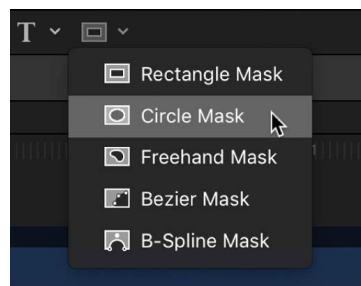 T
Rectangle Mask
Circle Mask
Freehand Mask
Bezier Mask
B-Spline Mask